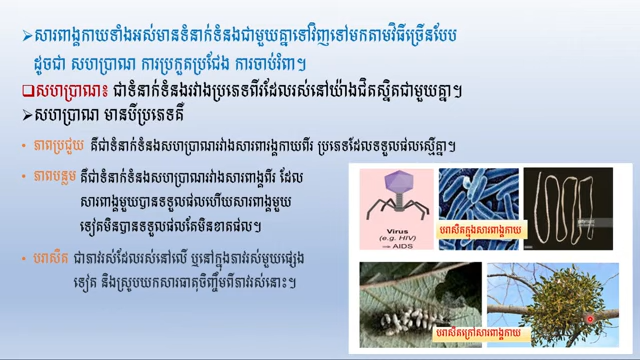 ➢សារពាង្គកាយទាំងអស់មានទំនាក់ទំនងជាមួយគ្នាទៅវិញទៅមកតាមវិធីច្រើនបែប
ដូចជា សហប្រាណ ការប្រកួតប្រជែង ការចាប់រំពា។
❑សហប្រាណ៖ ជាទំនាក់ទំនងរវាងប្រភេទពីរដែលរស់នៅយ៉ាងជិតស្និតជាមួយគ្នា។
➢សហប្រាណ មានបីប្រភេទគឺ
• ភាពប្រជួយ គឺជាទំនាក់ទំនងសហប្រាណរវាងសារពាង្គកាយពីរ ប្រភេទដែលទទួលផលស្មើគ្នា។
• ភាពបន្លម គឺជាទំនាក់ទំនងសហប្រាណរវាងសារពាង្គពីរ ដែល
សារពាង្គមួយបានទទួលផលហើយសារពាង្គមួយ
ទៀតមិនបានទទួលផលតែមិនខាតផល។
• បរាសិត ជាភាវរស់ដែលរស់នៅលើ ឬនៅក្នុងភាវរស់មួយផ្សេង
ទៀត និងស្រូបយកសារធាតុចិញ្ចឹមពីភាវរស់នោះ។
Virus
(e.g. HIV)
AIDS
បរាសិតក្នុងសារពាង្គកាយ
បរាសិតក្រៅសារពាង្គកាយ